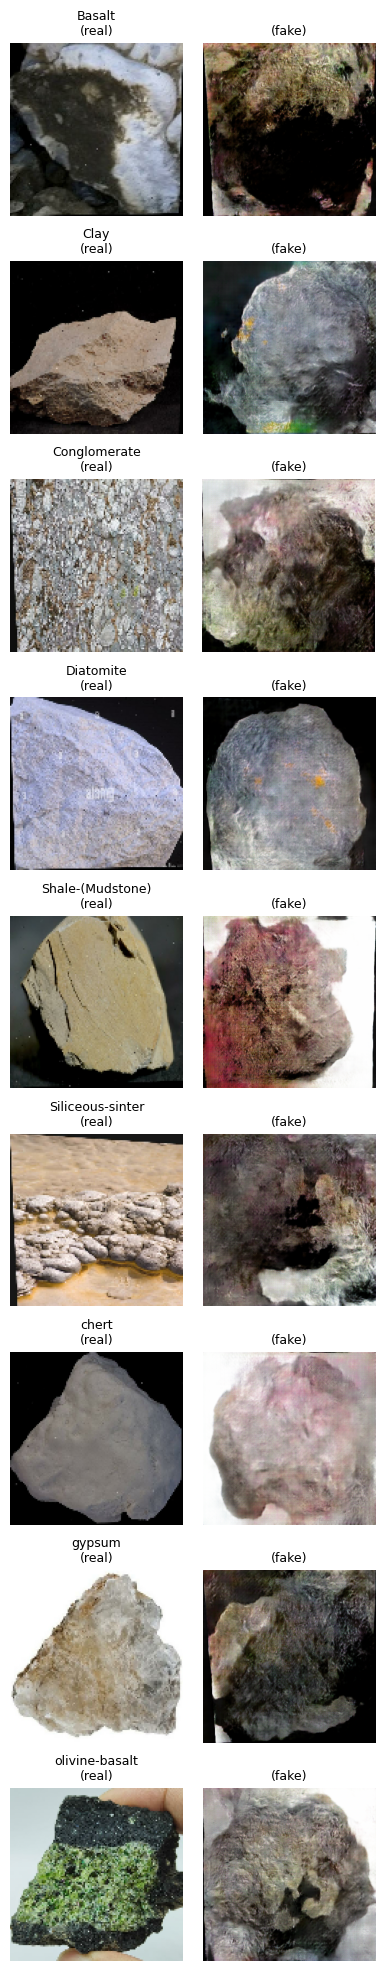 Basalt
(real)
(fake)
Clay
(real)
(fake)
Conglomerate
(real)
(fake)
Diatomite
(real)
(fake)
Shale-(Mudstone)
(real)
(fake)
Siliceous-sinter
(real)
(fake)
chert
(real)
(fake)
gypsum
(real)
(fake)
olivine-basalt
(real)
(fake)